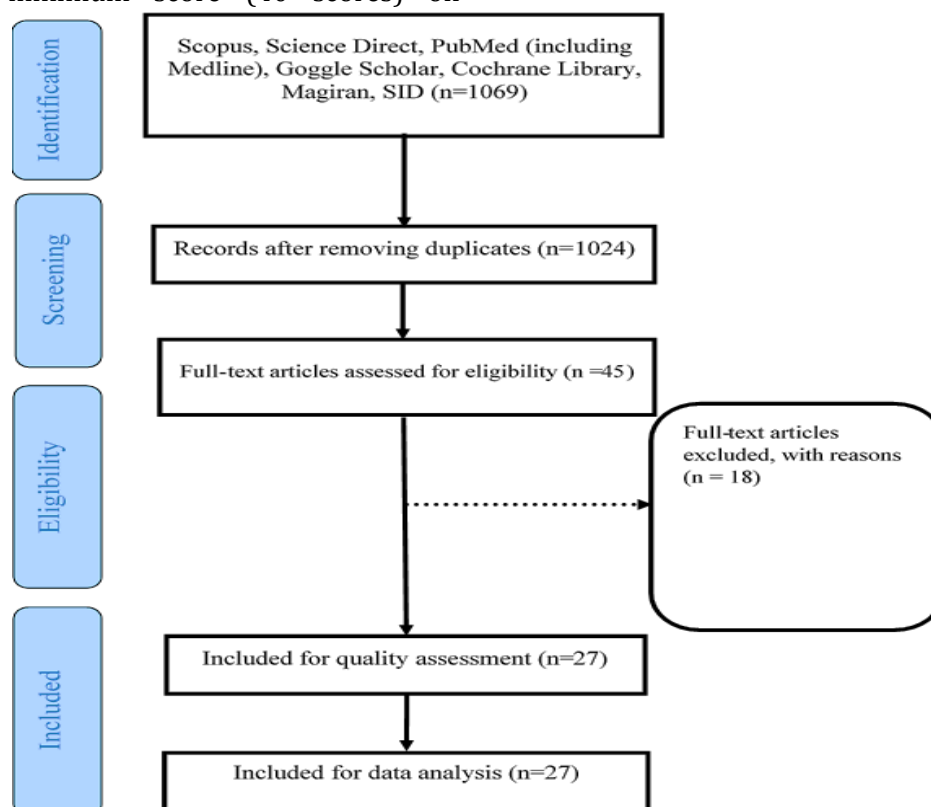 minimum score (40 scores) on
Identification
Scopus, Science Direct, PubMed (including
Medline), Goggle Scholar, Cochrane Library,
Magiran, SID (n=1069)
Screening
Records after removing duplicates (n=1024)
Full-text articles assessed for eligibility (n =45)
Eligibility
Full-text articles
excluded, with reasons
(n = 18)
Included
Included for quality assessment (n=27)
Included for data analysis (n=27)